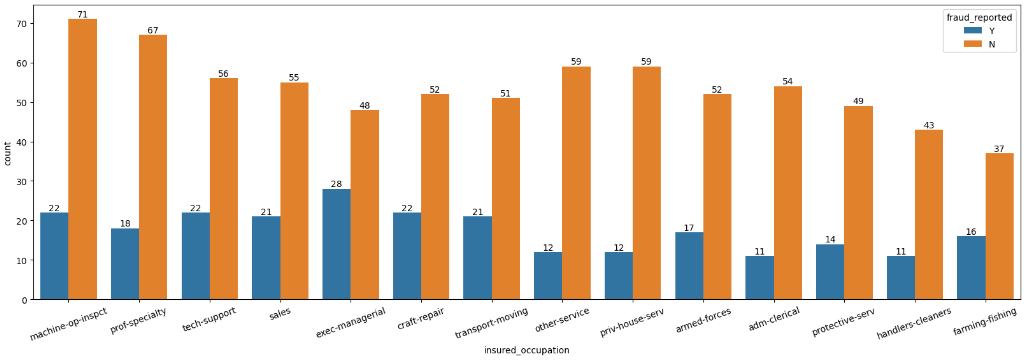 fraud_reported
Y
N
count
70
60
50
40
30
20
10
0
22 71
18 67
22 56
21 55
28 48
22 52
21 51
12 59
12 59
17 52
11 54
14 49
11 43
16 37
machine-op-inspct
prof-specialty
tech-support
sales
exec-managerial
craft-repair
transport-moving
other-service
priv-house-serv
armed-forces
adm-clerical
protective-serv
handlers-cleaners
farming-fishing
insured_occupation